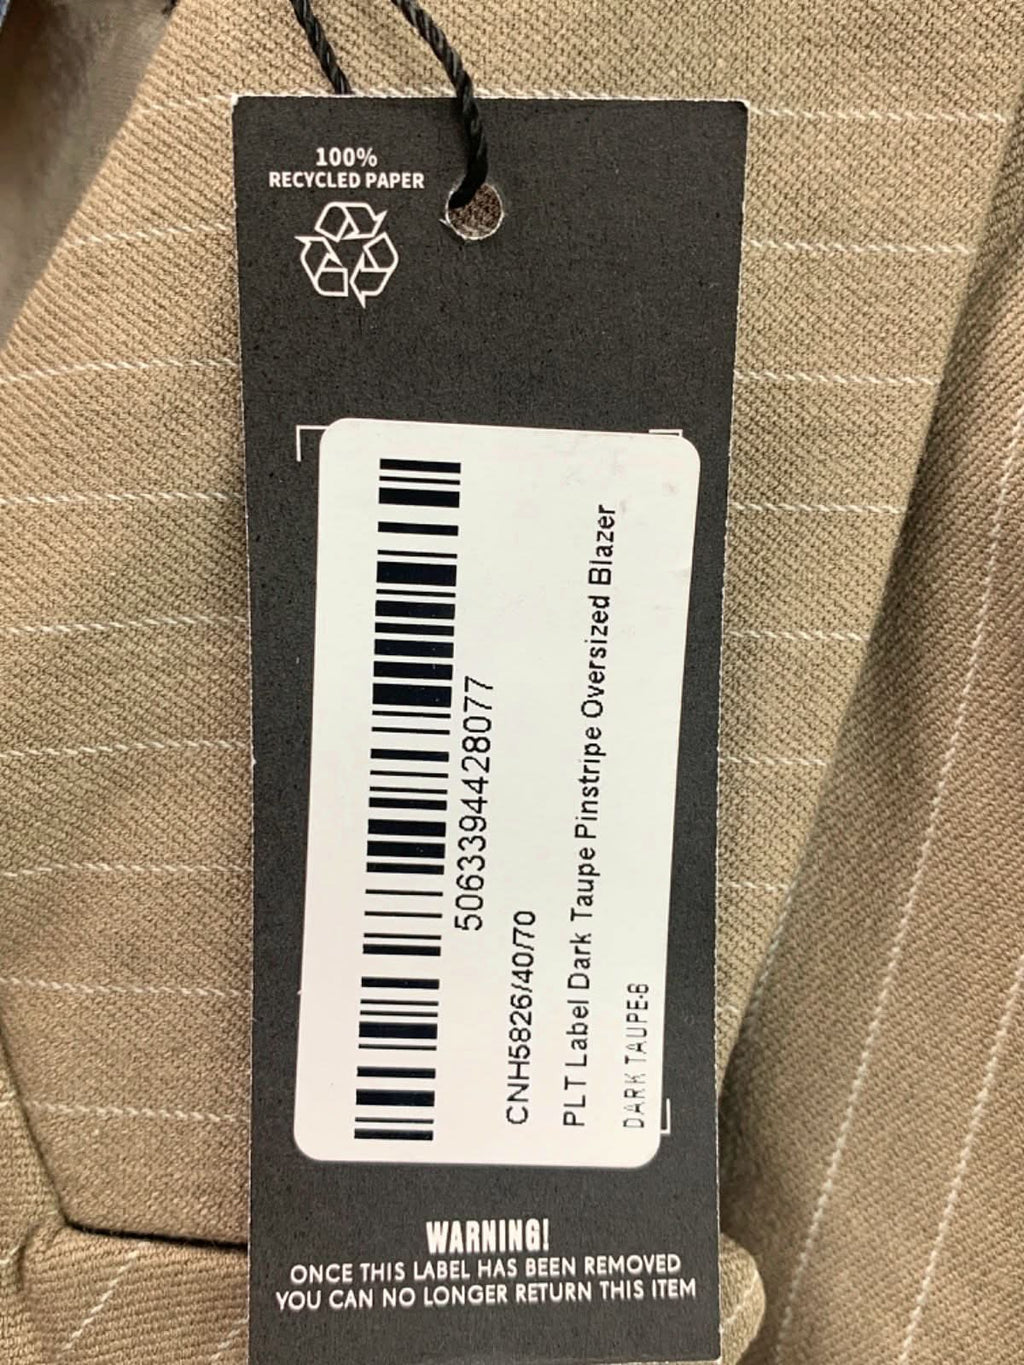 100%
RECYCLED PAPER
5063394428077
CNH5826/40/70
PLT Label Dark Taupe Pinstripe Oversized Blazer
DARK TAUPE-6
WARNING!
ONCE THIS LABEL HAS BEEN REMOVED
YOU CAN NO LONGER RETURN THIS ITEM